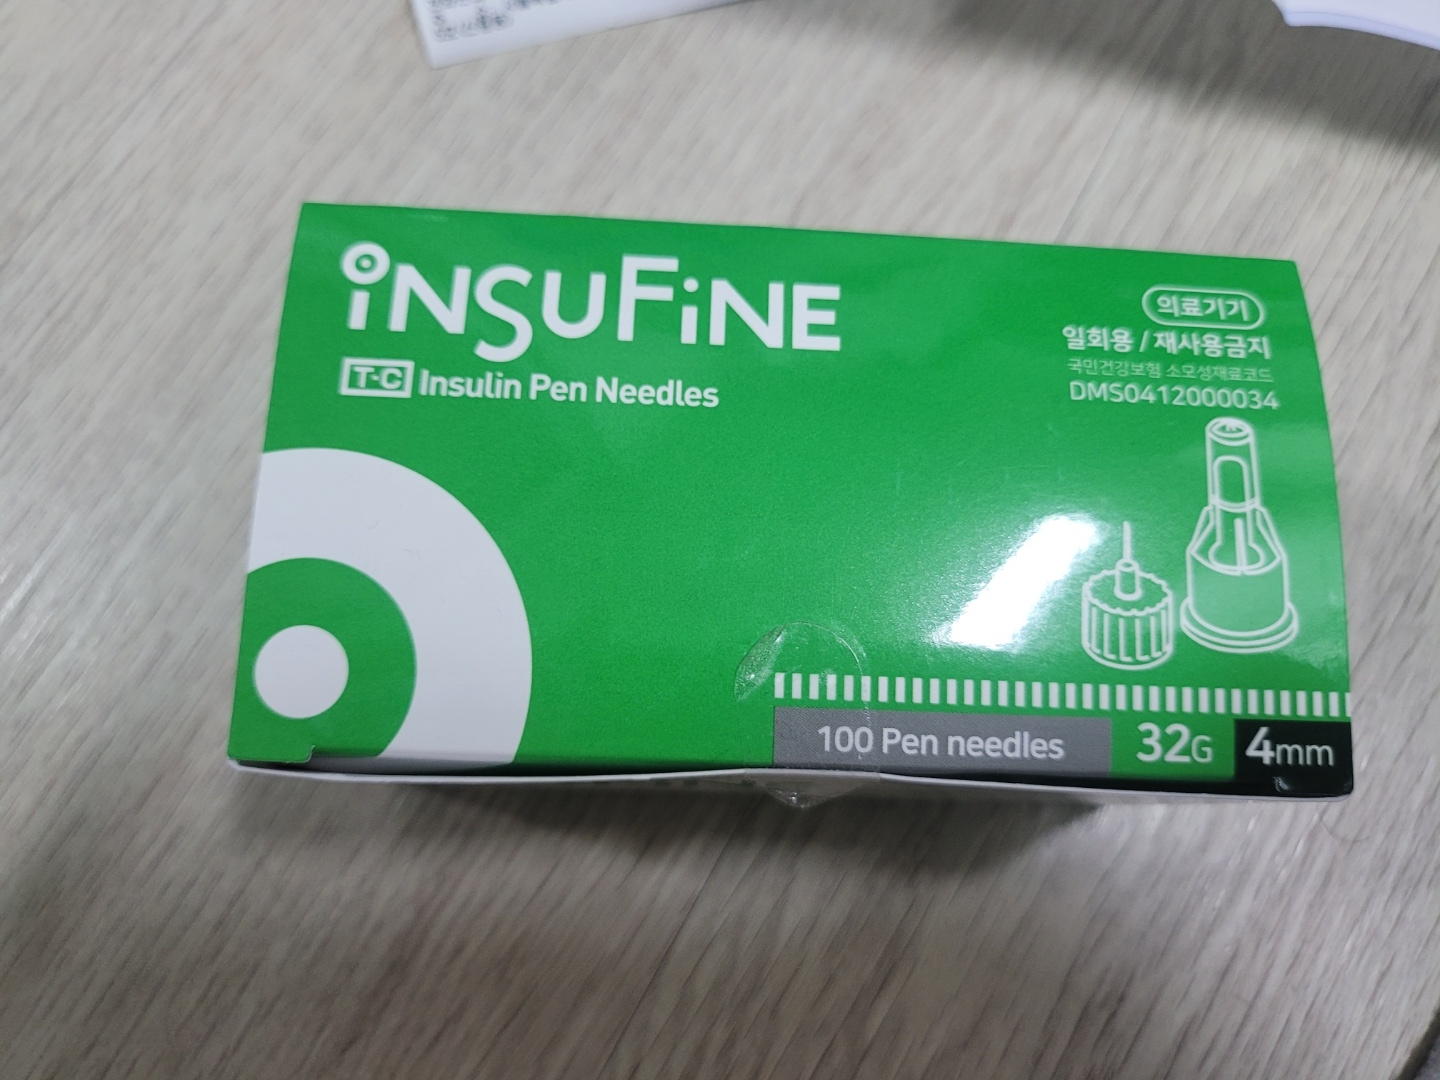 iNSUFiNE
T-C Insulin Pen Needles
의료기기
일회용 / 재사용금지
국민건강보험 소모성재료코드
DMS0412000034
100 Pen needles 32G 4mm